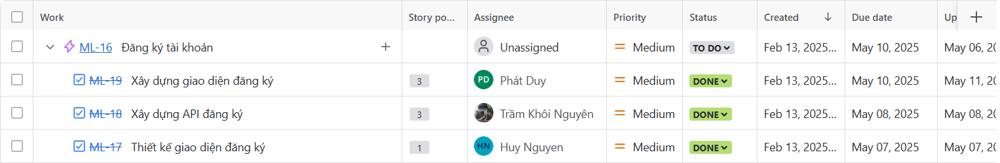 Work Story po... Assignee Priority Status Created Due date Up
ML-16 Đăng ký tài khoản Unassigned Medium TO DO Feb 13, 2025... May 10, 2025 May 06, 20
ML-19 Xây dựng giao diện đăng ký 3 PD Phát Duy Medium DONE Feb 13, 2025... May 10, 2025 May 11, 20
ML-18 Xây dựng API đăng ký 3 Trầm Khôi Nguyên Medium DONE Feb 13, 2025... May 08, 2025 May 08, 20
ML-17 Thiết kế giao diện đăng ký 1 HN Huy Nguyen Medium DONE Feb 13, 2025... May 07, 2025 May 07, 20